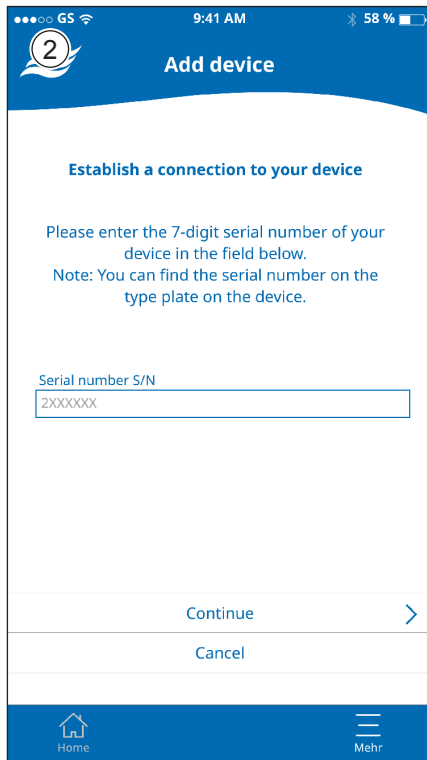 GS 9:41 AM 58 %
2
Add device
Establish a connection to your device
Please enter the 7-digit serial number of your
device in the field below.
Note: You can find the serial number on the
type plate on the device.
Serial number S/N
2XXXXXX
Continue
Cancel
Home Mehr